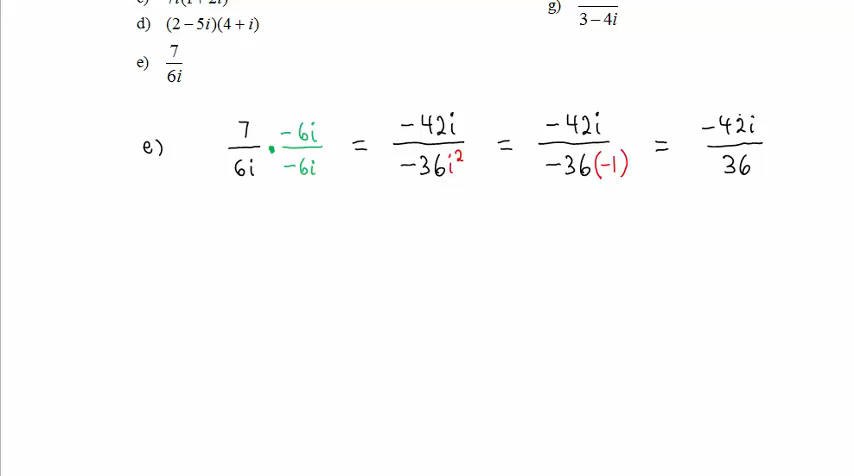 d) (2 − 5i)(4 + i)
g)
3 − 4i
e) 7
6i
e) 7/6i • -6i/-6i = -42i/-36i² = -42i/-36(-1) = -42i/36